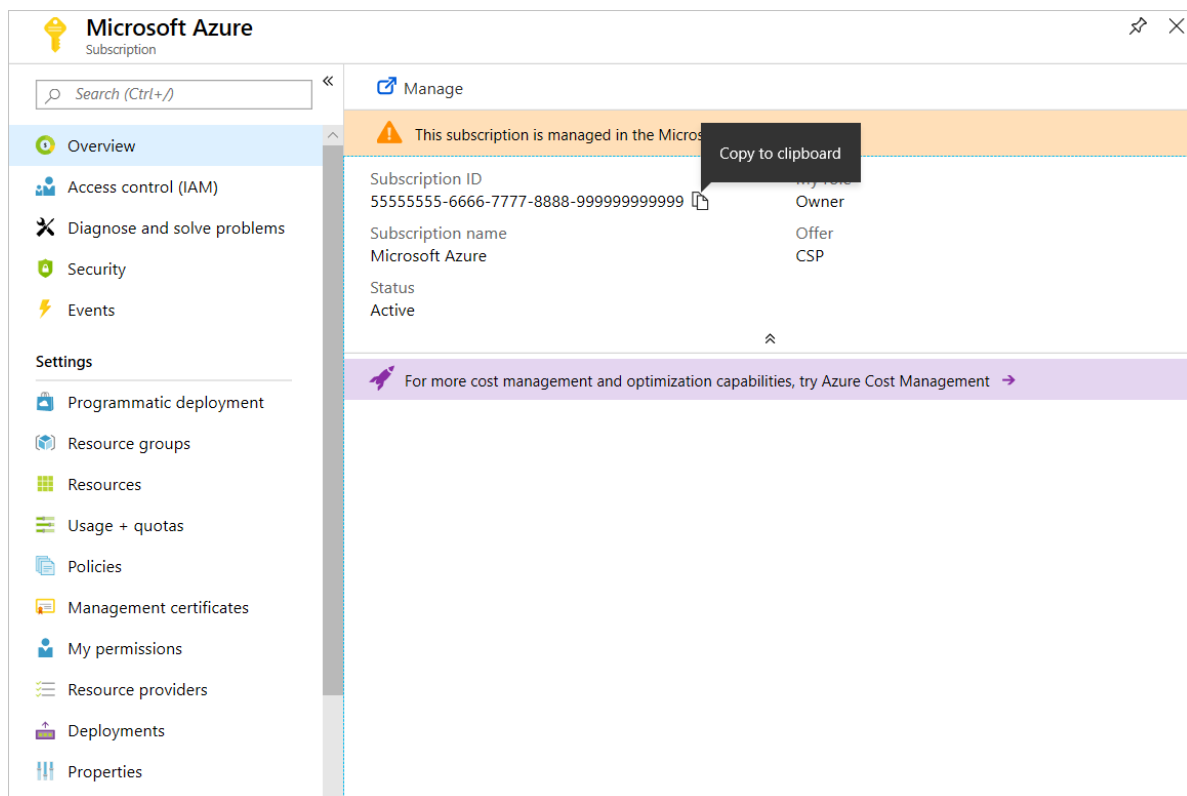 Microsoft Azure
Subscription
Search (Ctrl+/)
Overview
Access control (IAM)
Diagnose and solve problems
Security
Events
Settings
Programmatic deployment
Resource groups
Resources
Usage + quotas
Policies
Management certificates
My permissions
Resource providers
Deployments
Properties
Manage
This subscription is managed in the Micros
Copy to clipboard
Subscription ID
55555555-6666-7777-8888-999999999999
Owner
Subscription name
Microsoft Azure
Offer
CSP
Status
Active
For more cost management and optimization capabilities, try Azure Cost Management